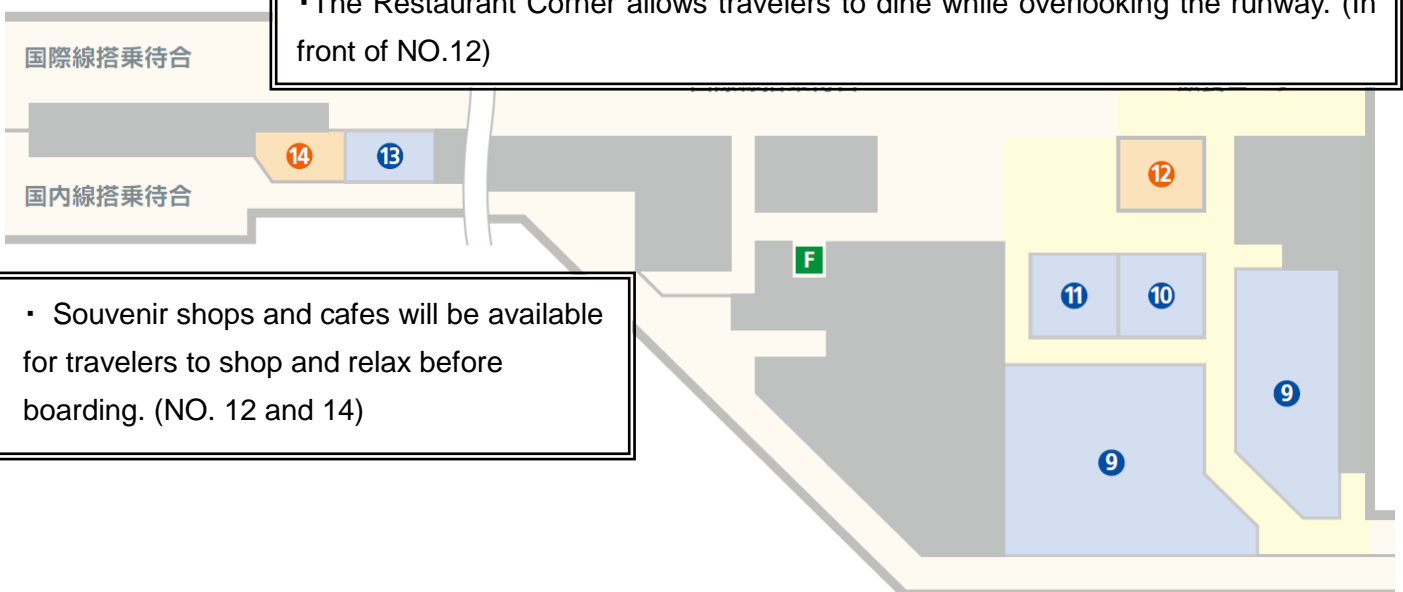 ・The Restaurant Corner allows travelers to dine while overlooking the runway. (In
front of NO.12)
国際線搭乗待合
14
13
12
国内線搭乗待合
F
11
10
・ Souvenir shops and cafes will be available
for travelers to shop and relax before
boarding. (NO. 12 and 14)
9
9